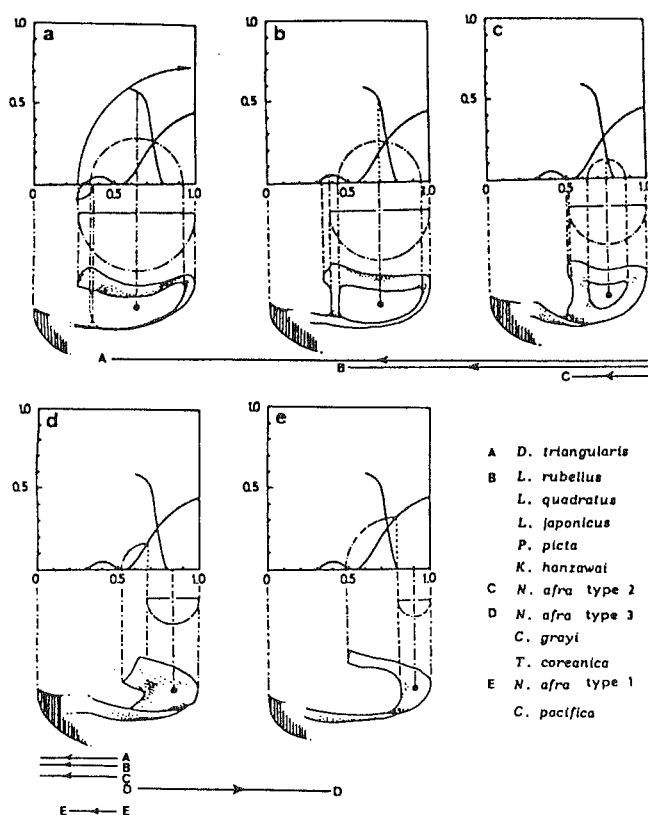 1.0
a
0.5
0
0.5
1.0
1.0
b
0.5
0
0.5
1.0
1.0
c
0.5
0
0.5
1.0
A
B
C
1.0
d
0.5
0
0.5
1.0
1.0
e
0.5
0
0.5
1.0
A D. triangularis
B L. rubellus
L. quadratus
L. japonicus
P. picta
K. hanzawai
C N. afra type 2
D N. afra type 3
C. grayi
T. coreanica
E N. afra type 1
C. pacifica
A
B
C
D D
E E